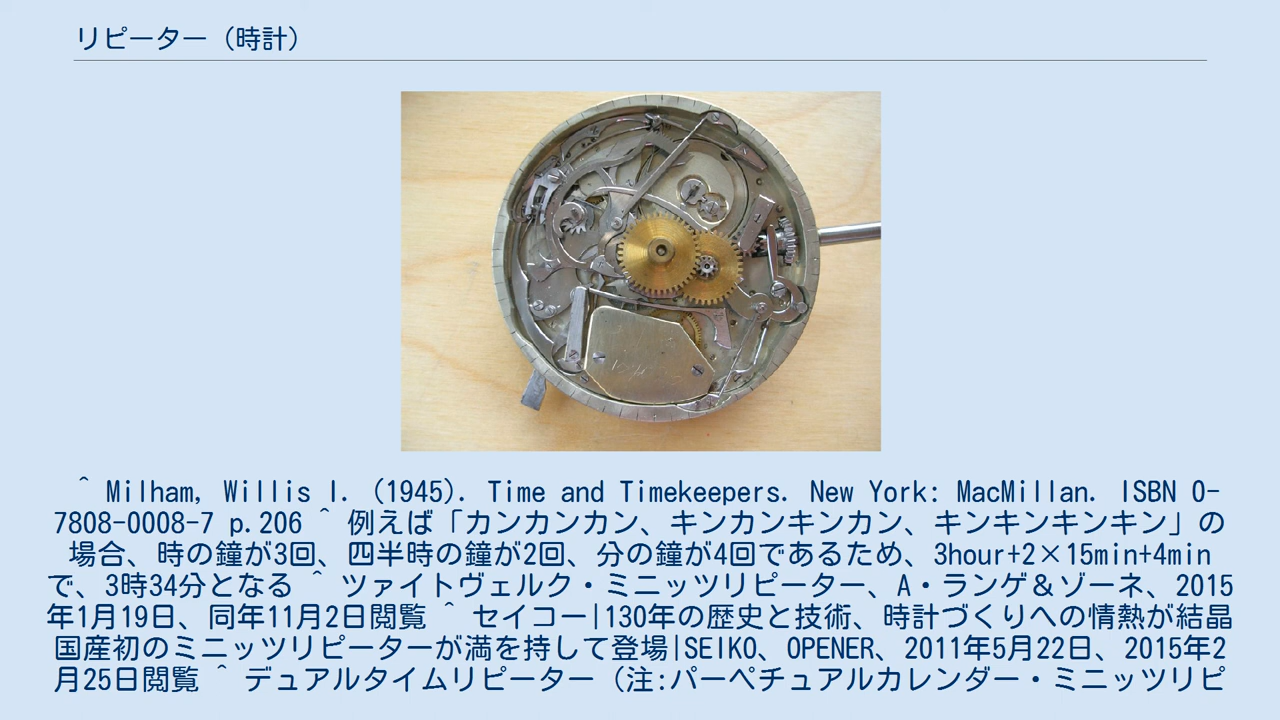 リピーター（時計）
^ Milham, Willis I. (1945). Time and Timekeepers. New York: MacMillan. ISBN 0-
7808-0008-7 p.206 ^ 例えば「カンカンカン、キンカンキンカン、キンキンキンキン」の
場合、時の鐘が3回、四半時の鐘が2回、分の鐘が4回であるため、3hour+2×15min+4min
で、3時34分となる ^ ツァイトヴェルク・ミニッツリピーター、A・ランゲ＆ゾーネ、2015
年1月19日、同年11月2日閲覧 ^ セイコー|130年の歴史と技術、時計づくりへの情熱が結晶
国産初のミニッツリピーターが満を持して登場|SEIKO、OPENER、2011年5月22日、2015年2
月25日閲覧 ^ デュアルタイムリピーター（注:パーペチュアルカレンダー・ミニッツリピ